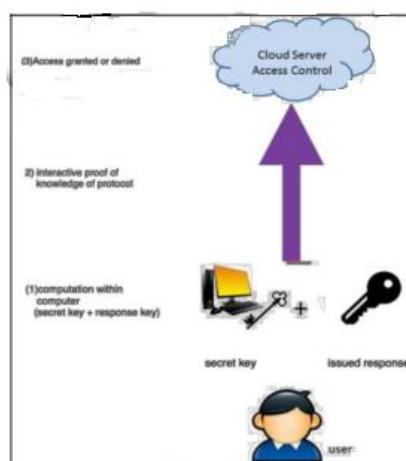 Cloud Server
Access Control
(3)Access granted or denied
2) interactive proof of
knowledge of protocol
(1)computation within
computer
(secret key + response key)
+
secret key
issued response
user